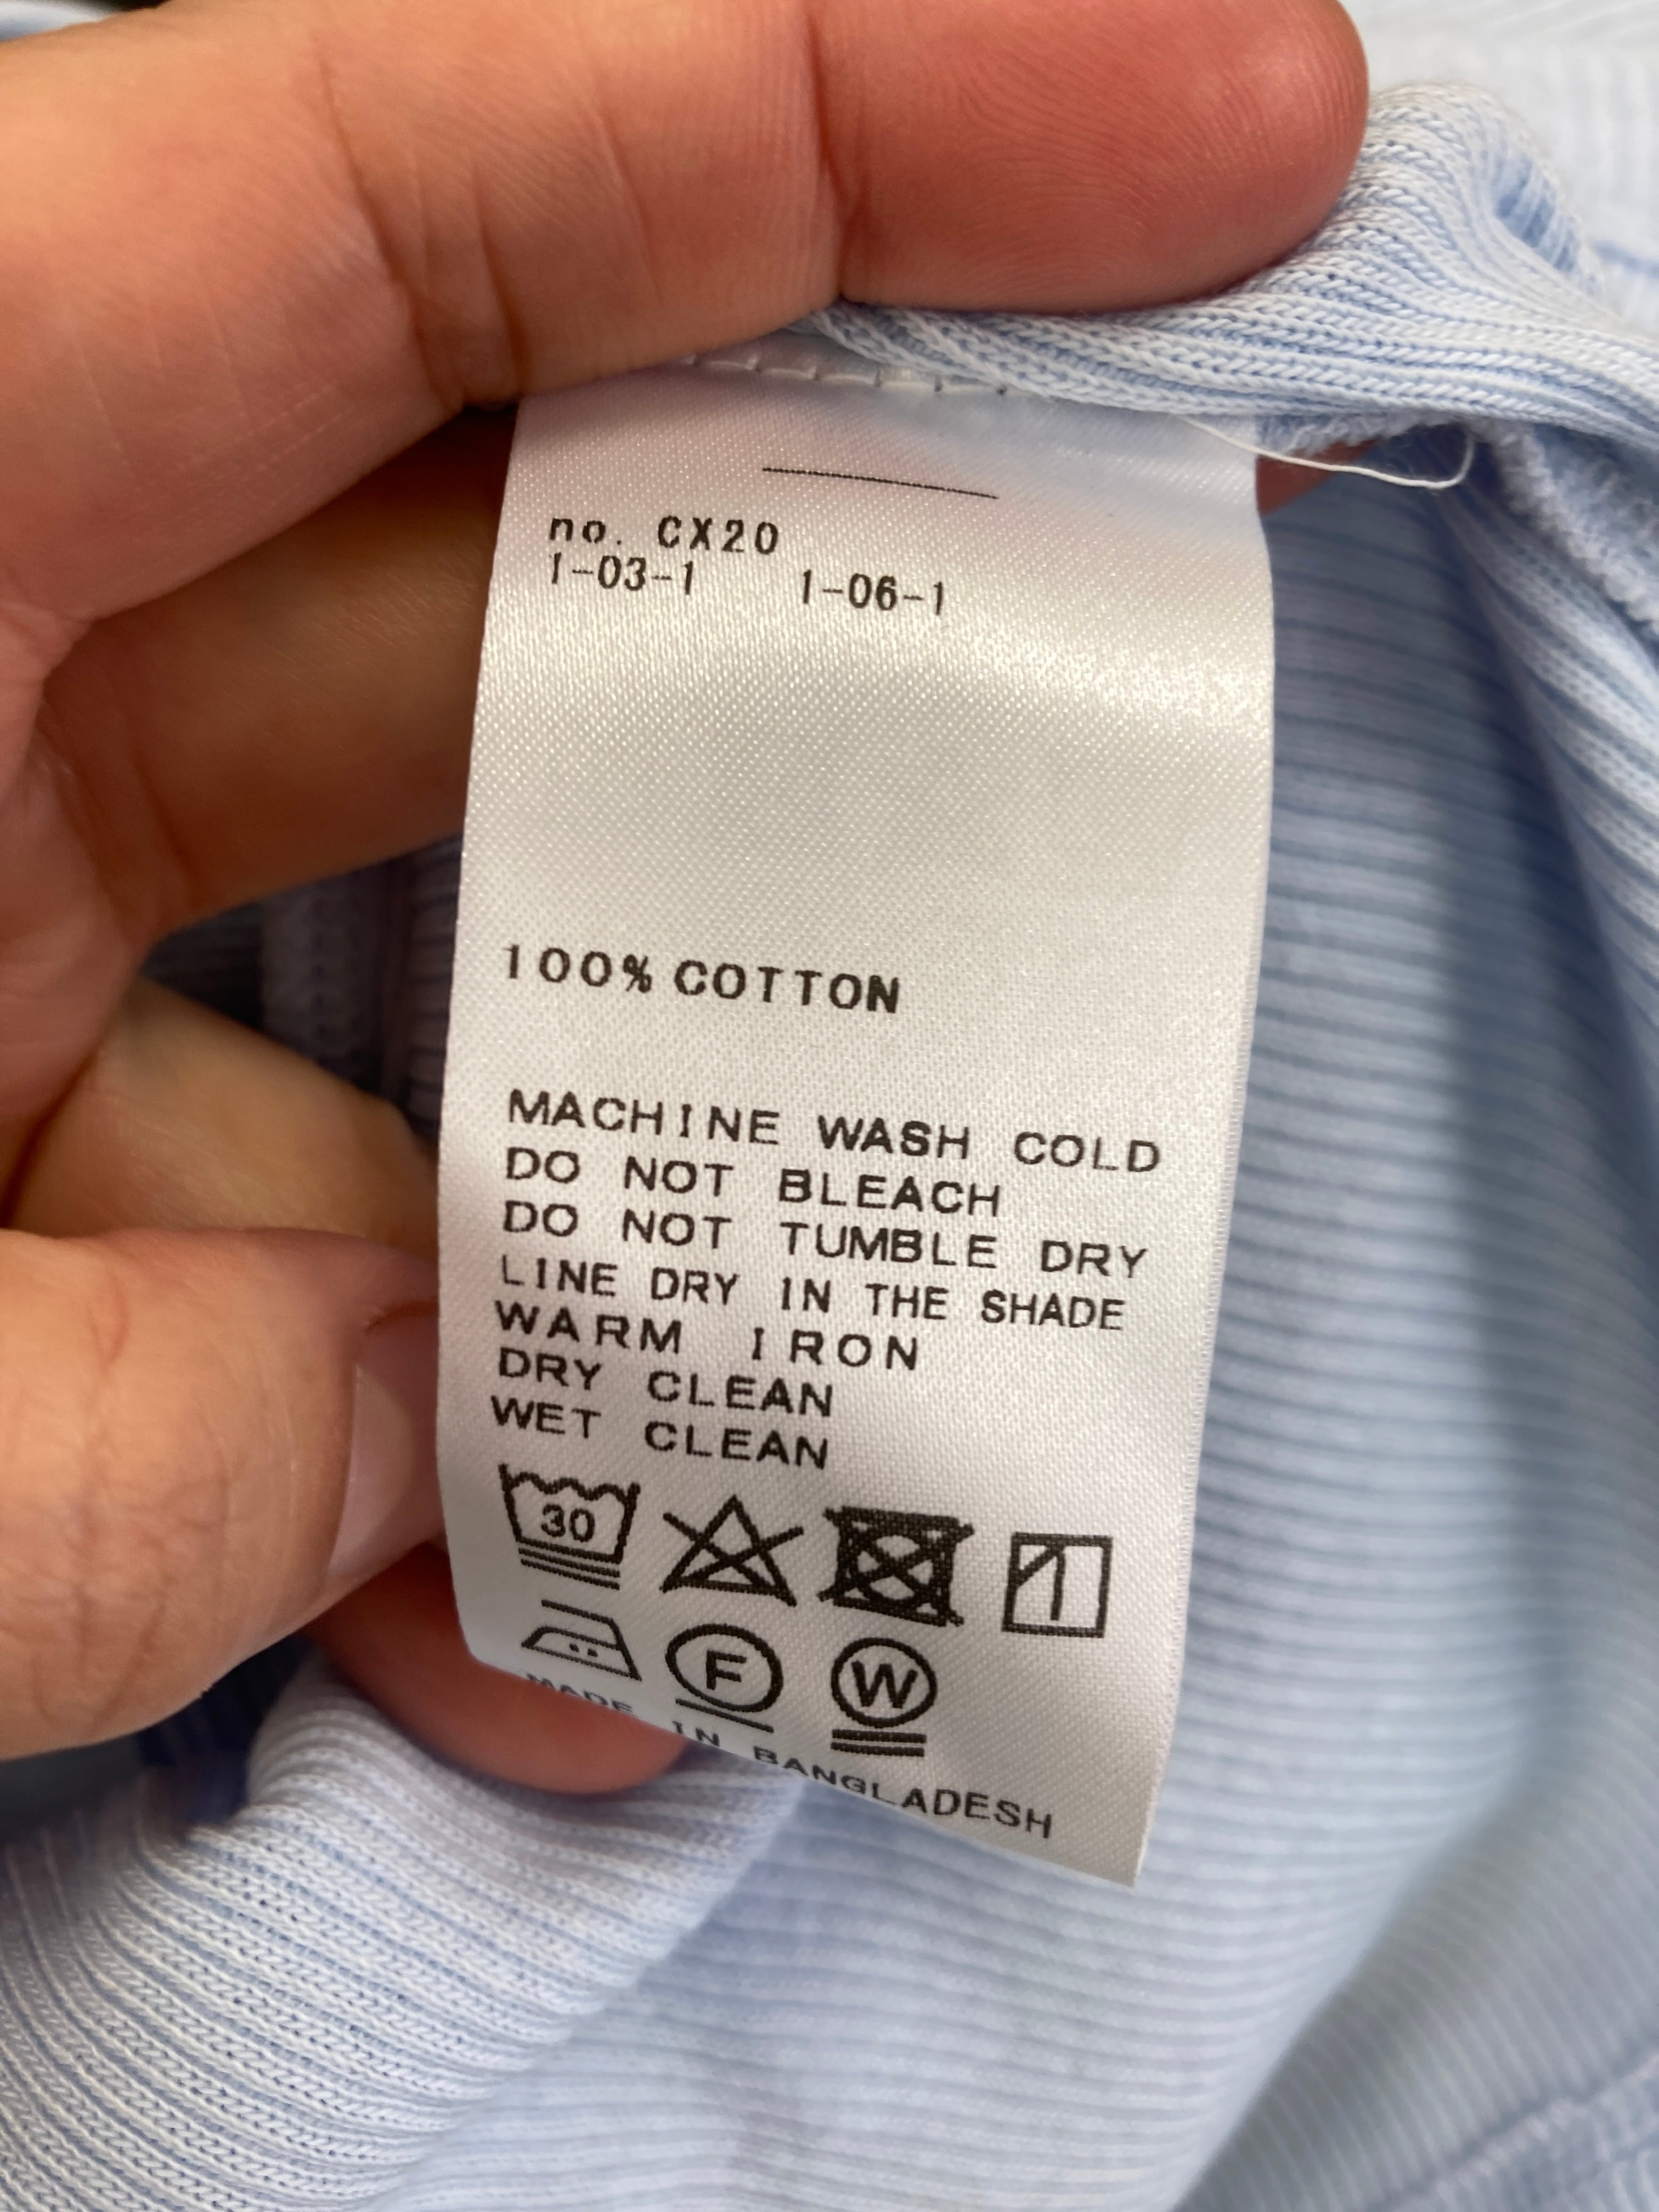 no. CX20
1-03-1 1-06-1
100% COTTON
MACHINE WASH COLD
DO NOT BLEACH
DO NOT TUMBLE DRY
LINE DRY IN THE SHADE
WARM IRON
DRY CLEAN
WET CLEAN
30
F W
MADE IN BANGLADESH